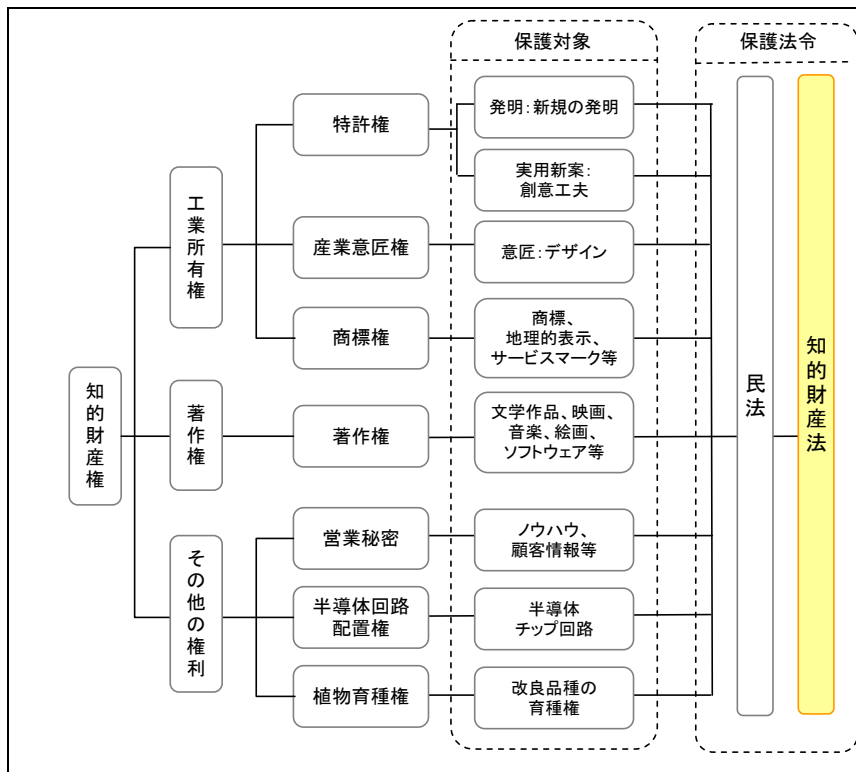 保護対象
保護法令
知的財産権
工業所有権
特許権
発明：新規の発明
実用新案：
創意工夫
産業意匠権
意匠：デザイン
商標権
商標、
地理的表示、
サービスマーク等
著作権
著作権
文学作品、映画、
音楽、絵画、
ソフトウェア等
その他の権利
営業秘密
ノウハウ、
顧客情報等
半導体回路
配置権
半導体
チップ回路
植物育種権
改良品種の
育種権
民法
知的財産法